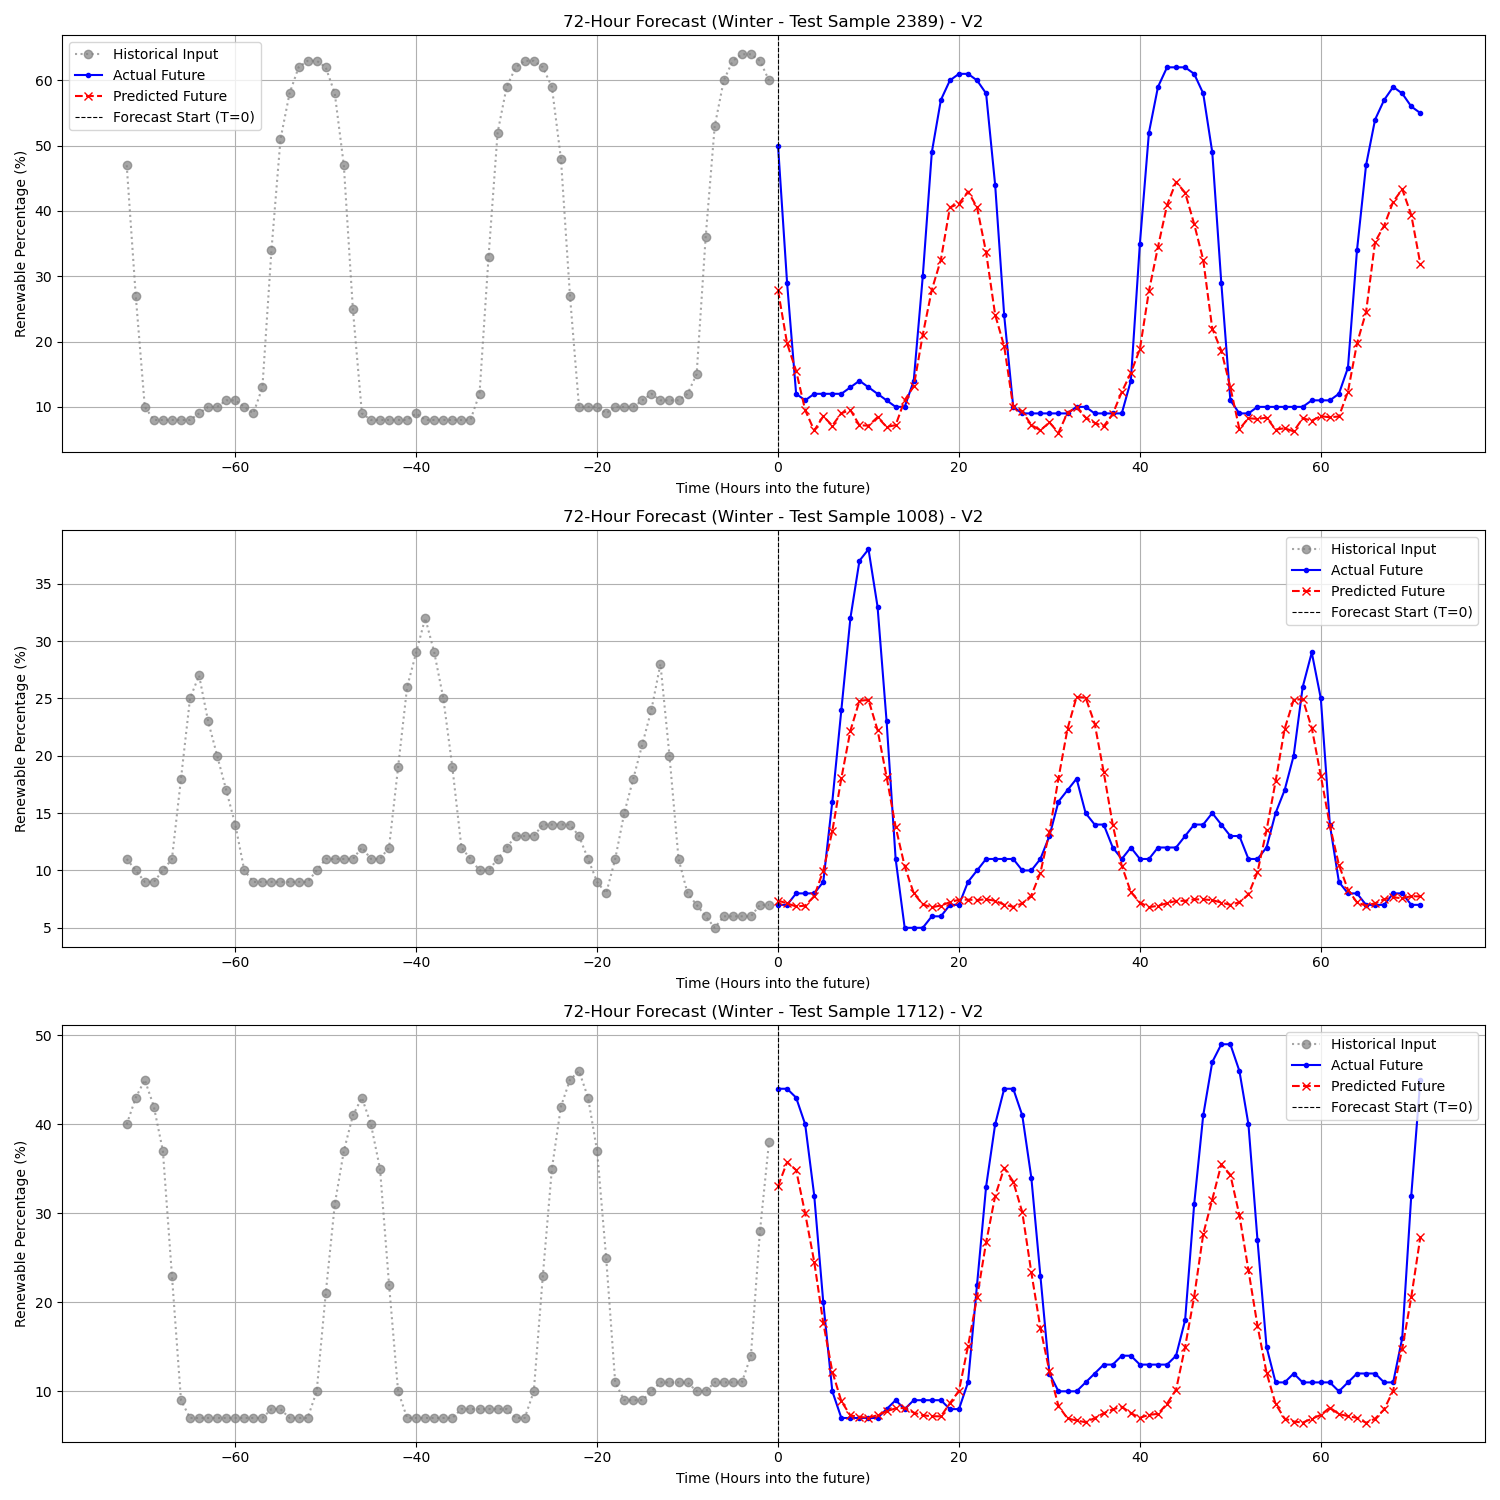 72-Hour Forecast (Winter - Test Sample 2389) - V2
Historical Input
Actual Future
Predicted Future
Forecast Start (T=0)
Renewable Percentage (%)
60
50
40
30
20
10
−60
−40
−20
0
20
40
60
Time (Hours into the future)
72-Hour Forecast (Winter - Test Sample 1008) - V2
Historical Input
Actual Future
Predicted Future
Forecast Start (T=0)
Renewable Percentage (%)
35
30
25
20
15
10
5
−60
−40
−20
0
20
40
60
Time (Hours into the future)
72-Hour Forecast (Winter - Test Sample 1712) - V2
Historical Input
Actual Future
Predicted Future
Forecast Start (T=0)
Renewable Percentage (%)
50
40
30
20
10
−60
−40
−20
0
20
40
60
Time (Hours into the future)